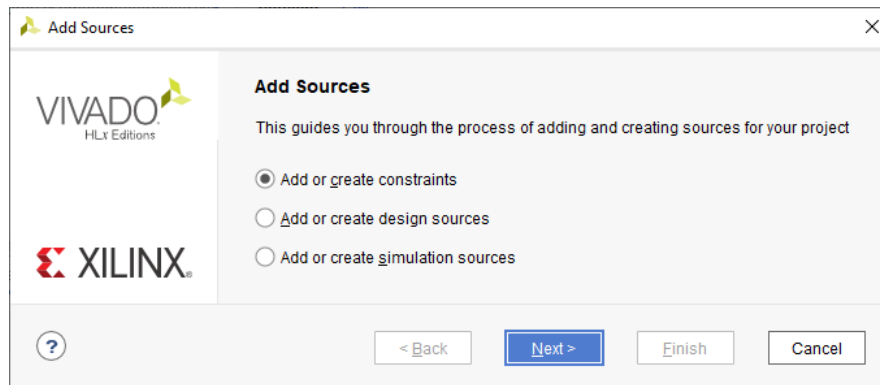 Add Sources
VIVADO
HLx Editions
XILINX
Add Sources
This guides you through the process of adding and creating sources for your project
Add or create constraints
Add or create design sources
Add or create simulation sources
?
< Back
Next >
Finish
Cancel